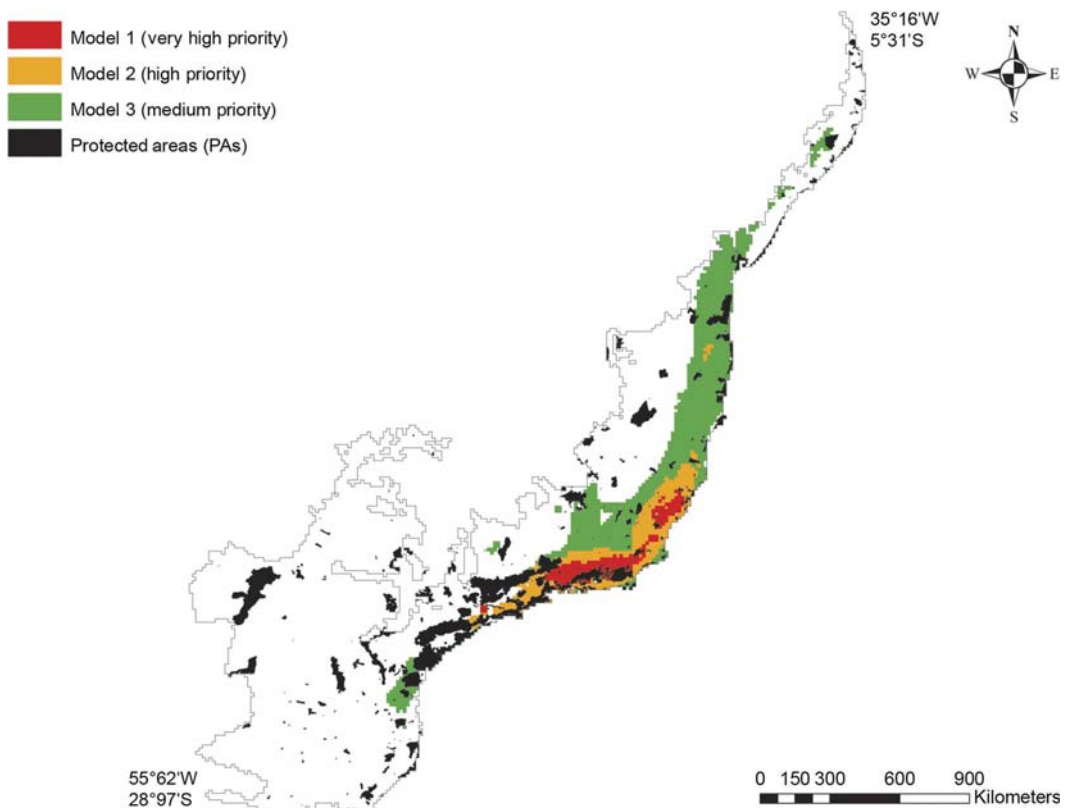 Model 1 (very high priority)
Model 2 (high priority)
Model 3 (medium priority)
Protected areas (PAs)
35°16'W
5°31'S
N
W E
S
55°62'W
28°97'S
0 150 300 600 900
Kilometers